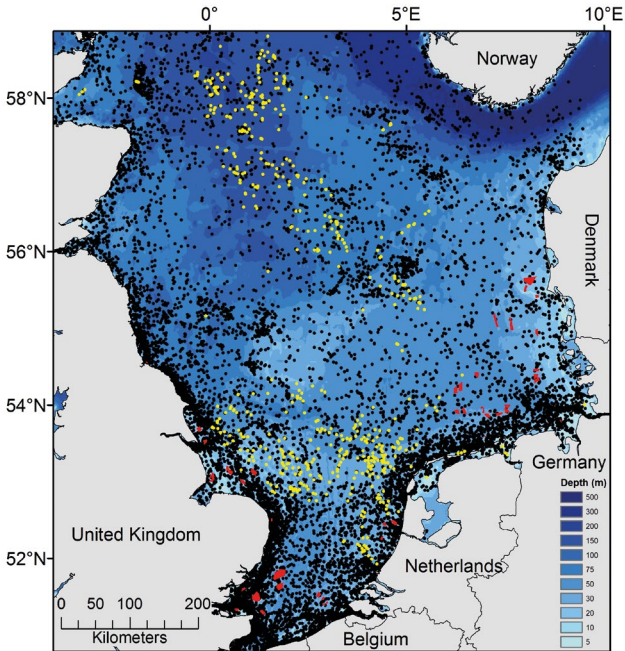 0°
5°E
10°E
Norway
58°N
56°N
Denmark
54°N
Germany
Depth (m)
500
300
200
150
100
75
50
30
20
10
5
United Kingdom
52°N
Netherlands
0 50 100 200
Kilometers
Belgium